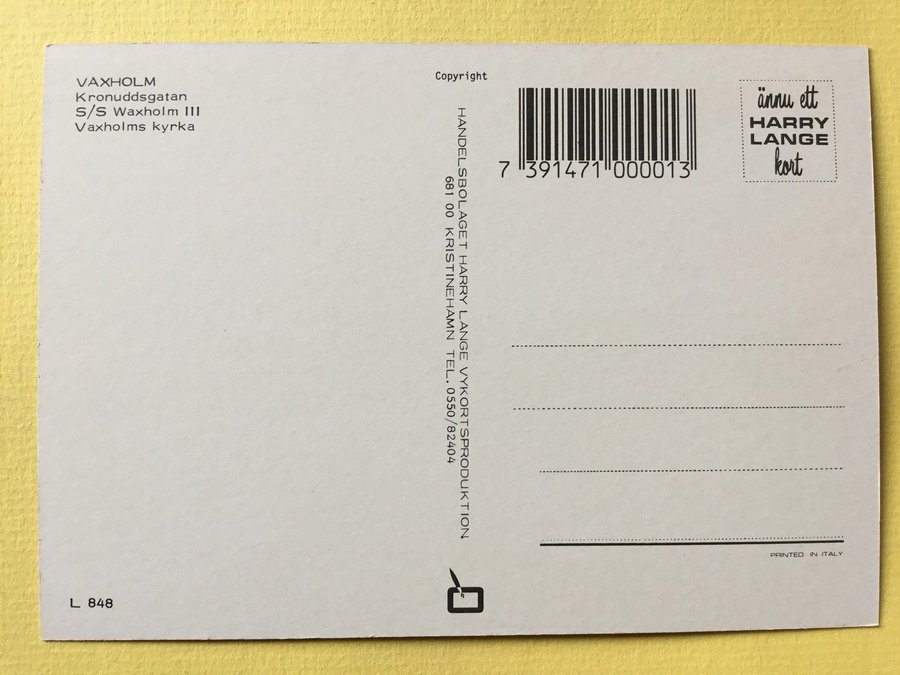 VAXHOLM
Kronuddsgatan
S/S Waxholm III
Vaxholms kyrka
Copyright
HANDELSBOLAGET HARRY LANGE VYKORTSPRODUKTION
681 00 KRISTINEHAMN TEL. 0550/82404
7 391471 000013
ännu ett
HARRY
LANGE
kort
PRINTED IN ITALY
L 848